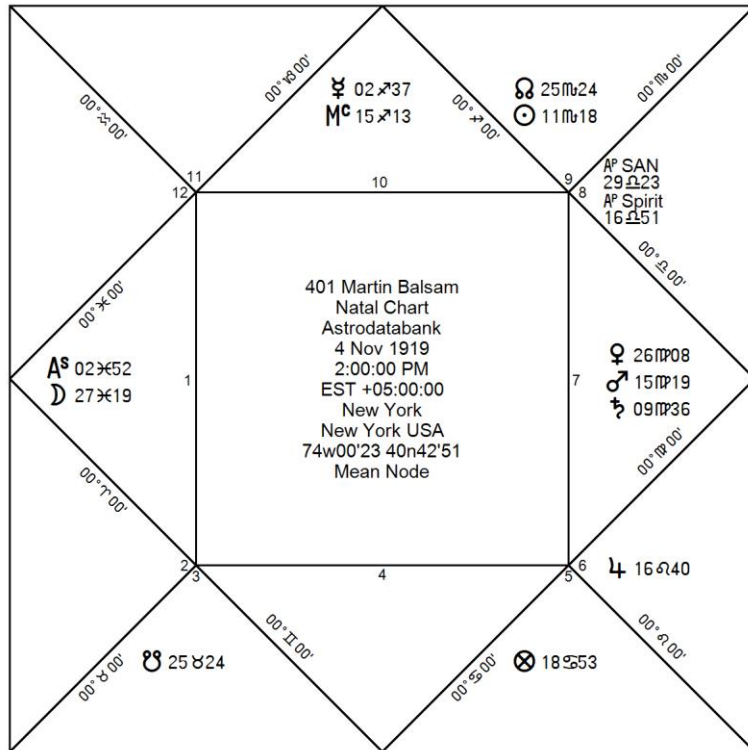 00°♒00'
00°♑00'
☿ 02♐37
Mᶜ 15♐13
00°♐00'
☊ 25♏24
☉ 11♏18
00°♏00'
11
12
10
9
8
AP SAN
29♎23
AP Spirit
16♎51
00°♎00'
00°♓00'
Aˢ 02♓52
☽ 27♓19
1
401 Martin Balsam
Natal Chart
Astrodatabank
4 Nov 1919
2:00:00 PM
EST +05:00:00
New York
New York USA
74w00'23 40n42'51
Mean Node
7
♀ 26♍08
♂ 15♍19
♄ 09♍36
00°♍00'
00°♈00'
2
3
4
5
6
♃ 16♌40
00°♉00'
☋ 25♉24
00°♊00'
00°♋00'
⊗ 18♋53
00°♌00'